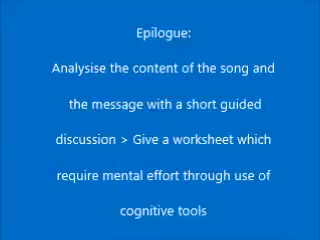 Epilogue:
Analysise the content of the song and
the message with a short guided
discussion > Give a worksheet which
require mental effort through use of
cognitive tools